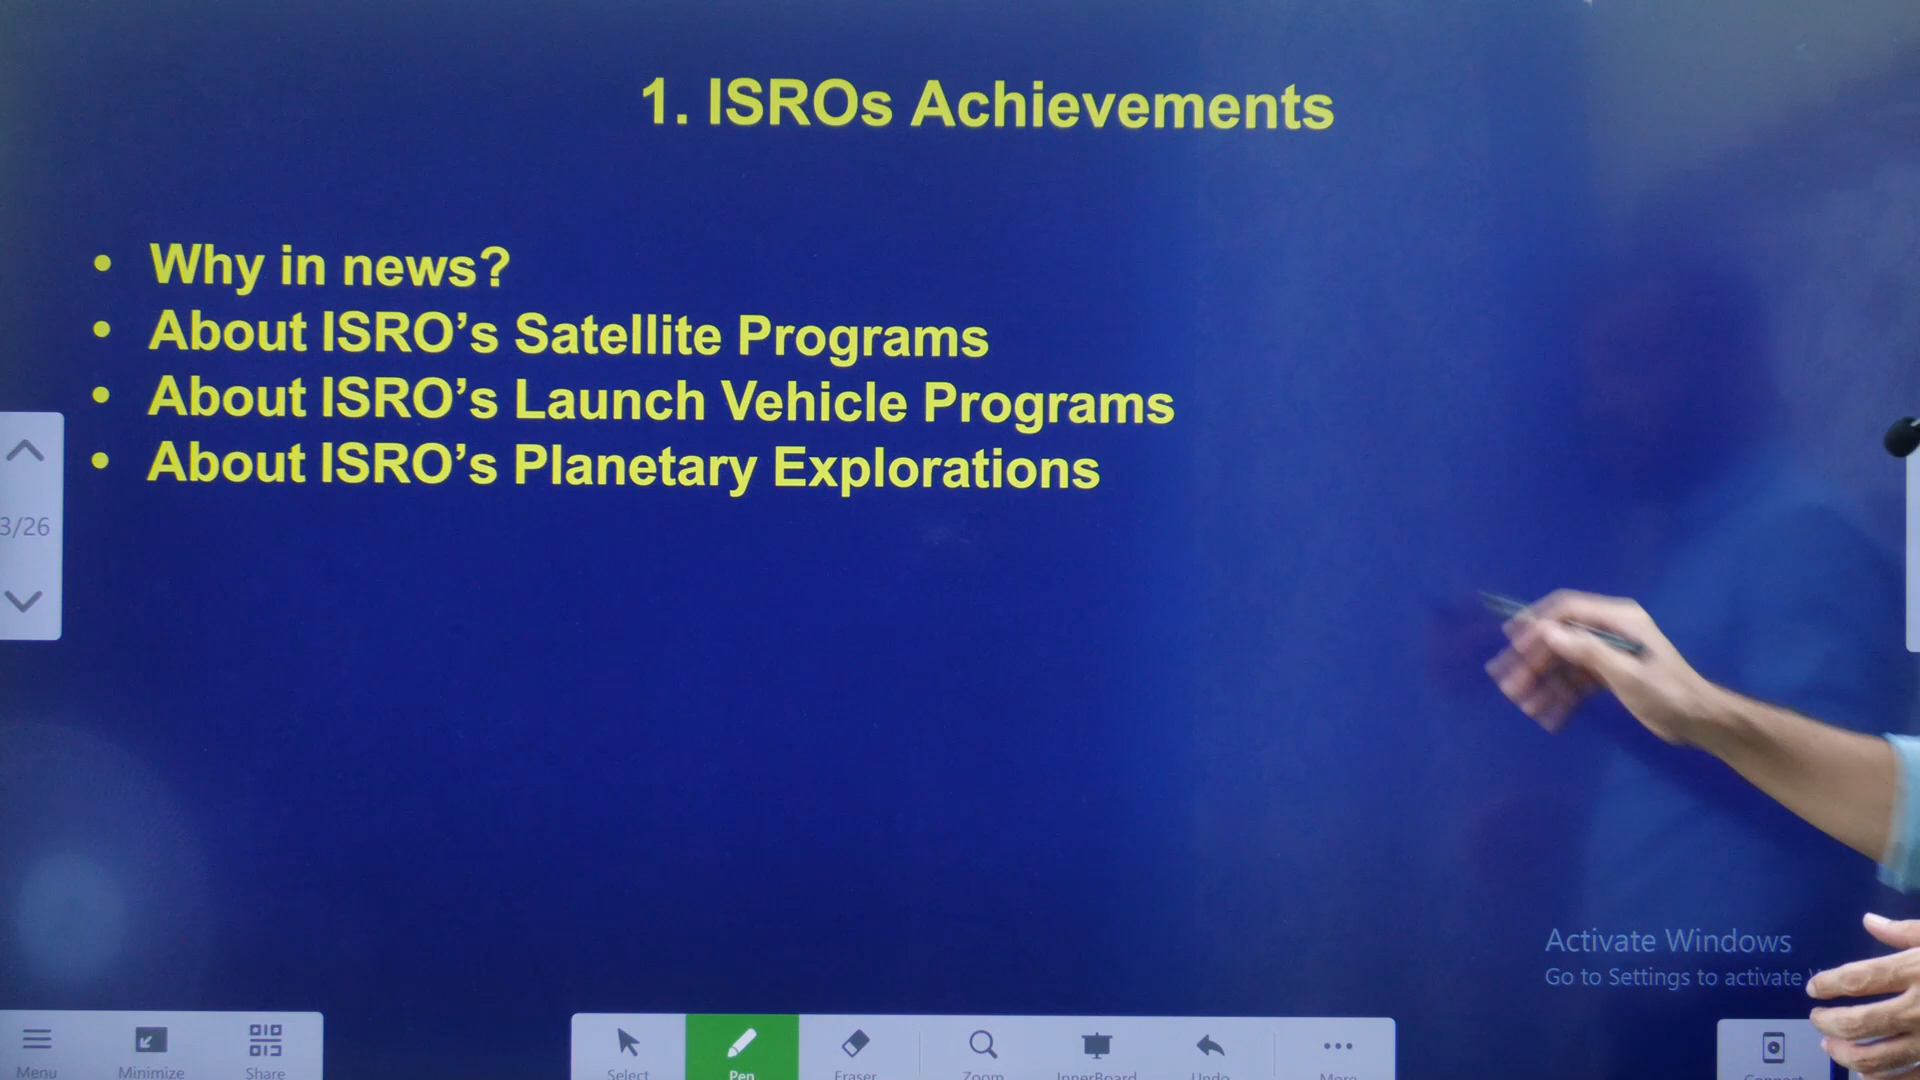 1. ISROs Achievements
• Why in news?
• About ISRO’s Satellite Programs
• About ISRO’s Launch Vehicle Programs
• About ISRO’s Planetary Explorations
3/26
Activate Windows
Go to Settings to activate
Menu
Minimize
Share
Select
Pen
Eraser
Zoom
InnerBoard
Undo
More
Connect